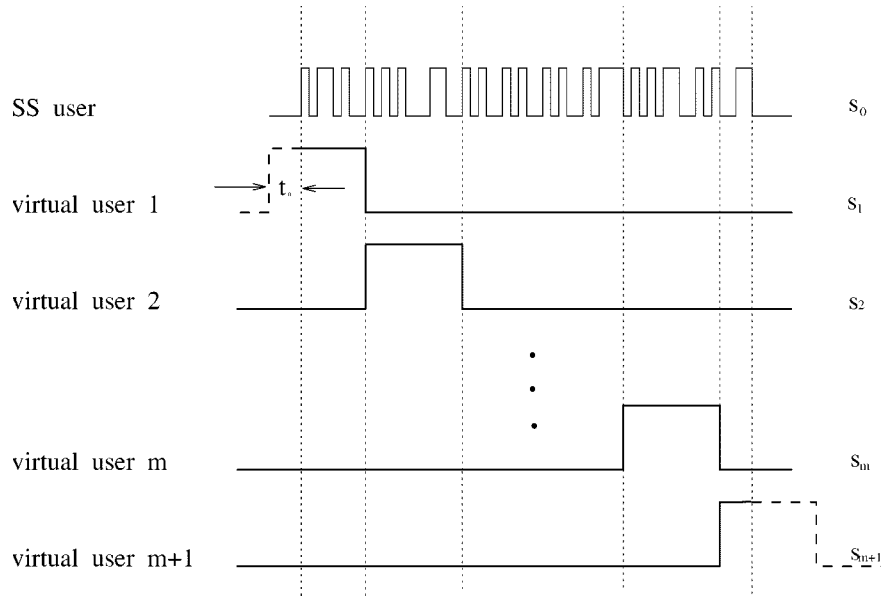 SS user s₀
tₒ
virtual user 1 s₁
virtual user 2 s₂
virtual user m sₘ
virtual user m+1 sₘ₊₁